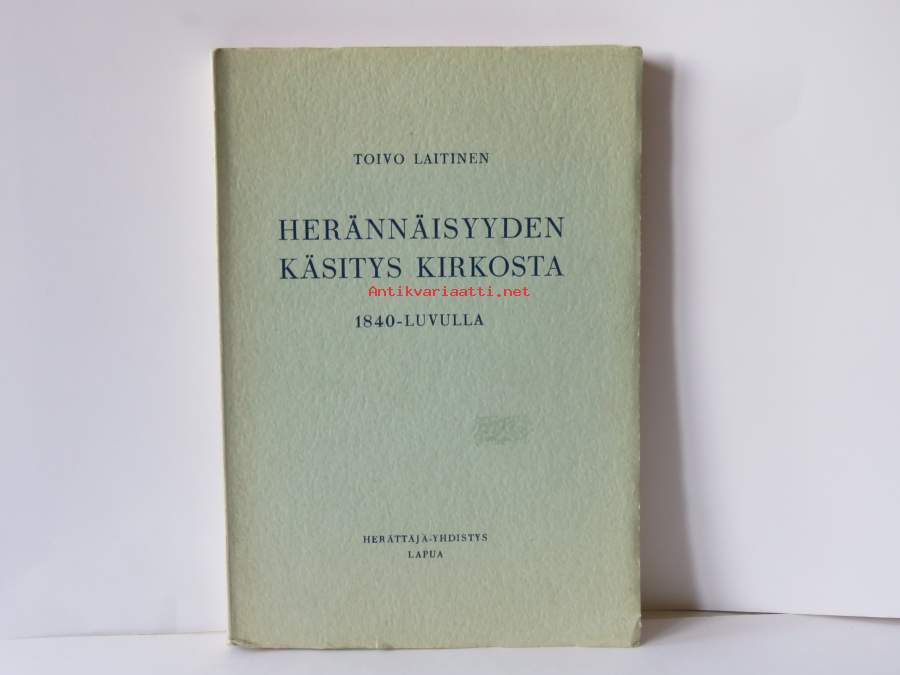 TOIVO LAITINEN
HERÄNNÄISYYDEN
KÄSITYS KIRKOSTA
Antikvariaatti.net
1840-LUVULLA
HERÄTTÄJÄ-YHDISTYS
LAPUA